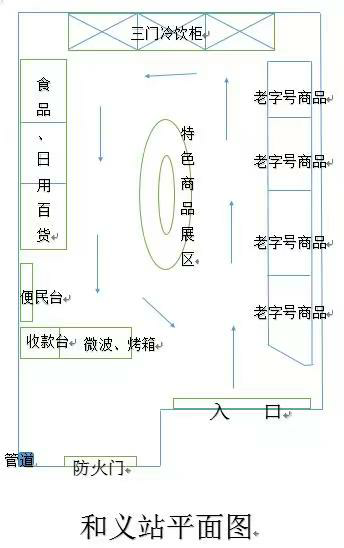 三门冷饮柜
食品、日用百货
特色商品展区
老字号商品
老字号商品
老字号商品
老字号商品
便民台
收款台
微波、烤箱
入 口
管道
防火门
和义站平面图